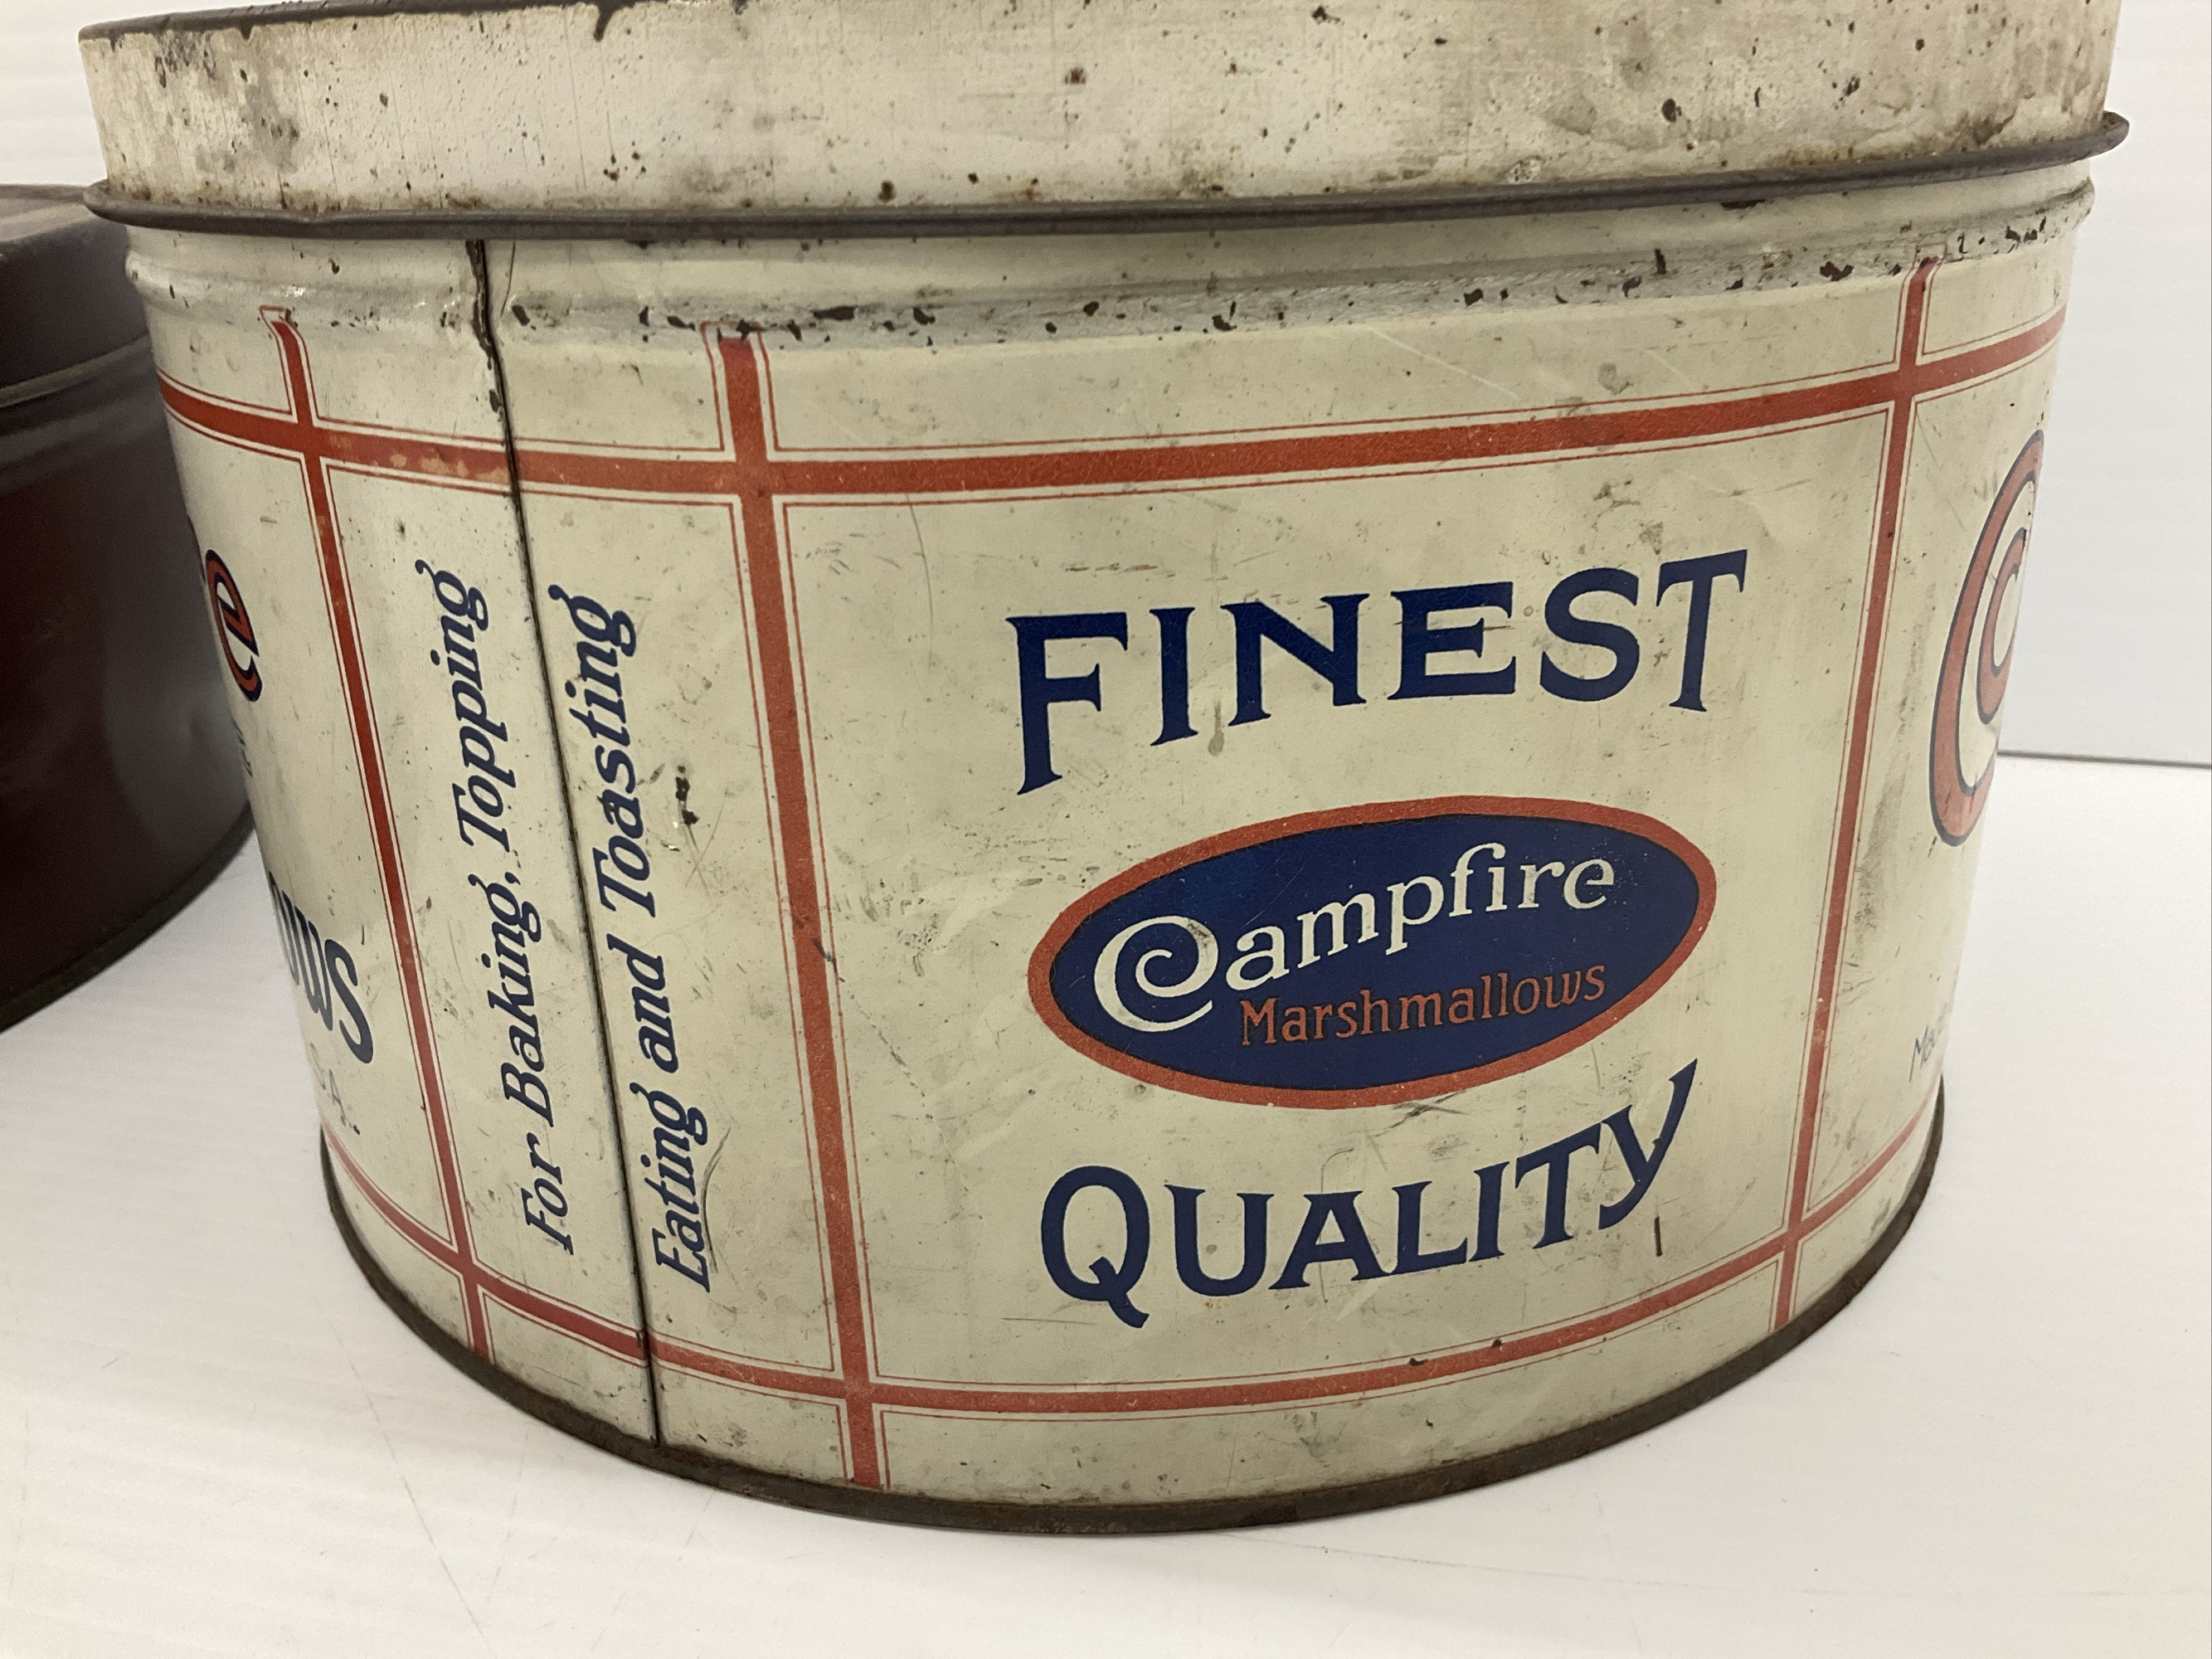 For Baking, Topping
Eating and Toasting
FINEST
Campfire
Marshmallows
QUALITY